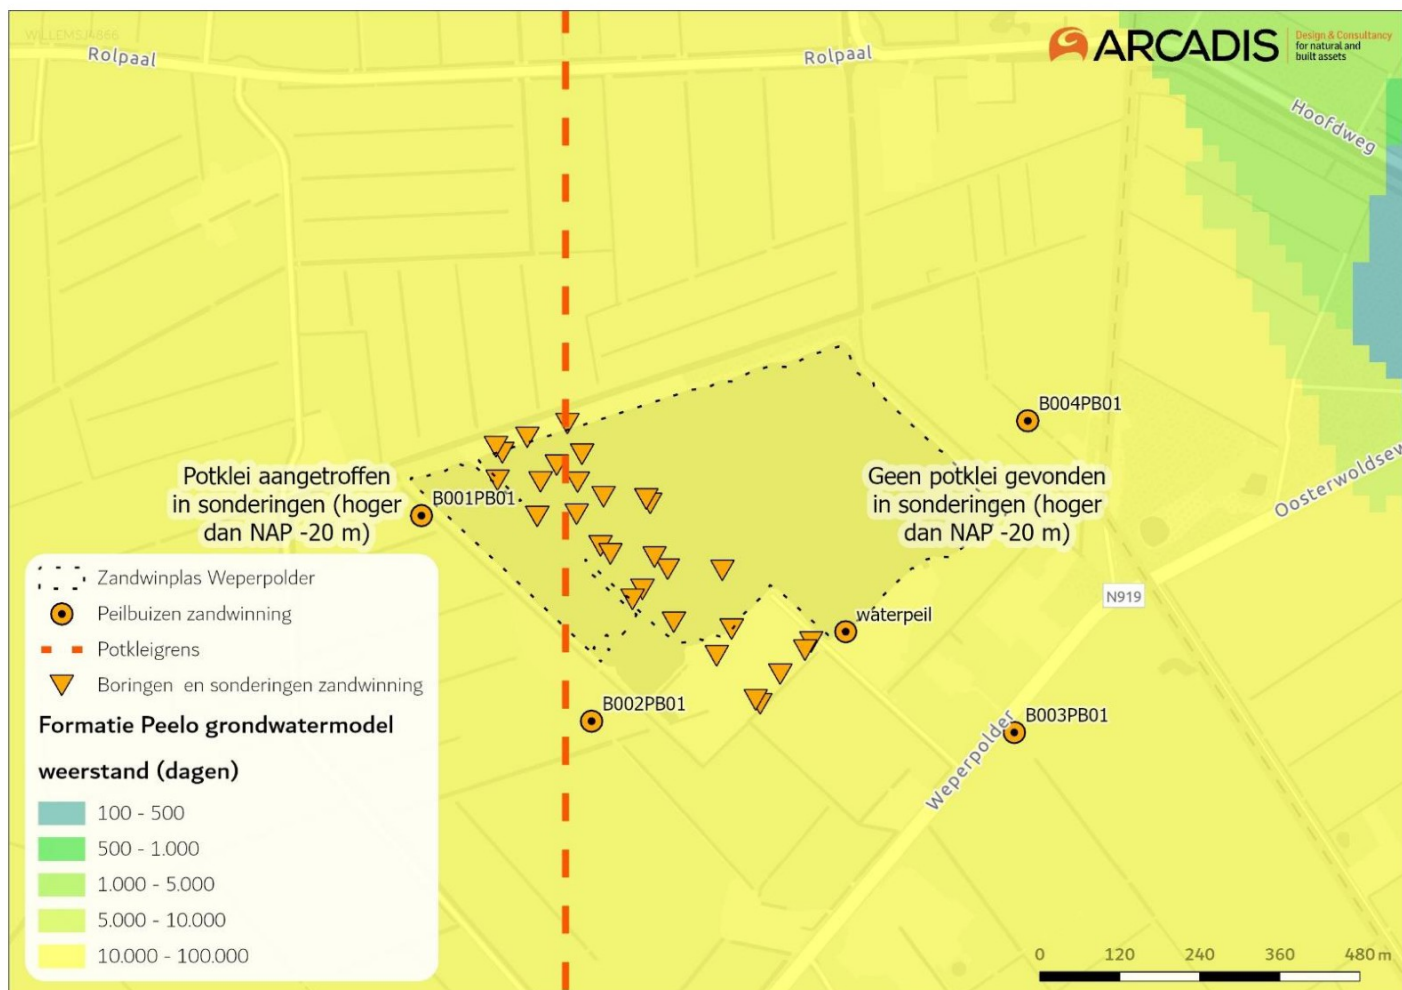 WILLEMSJ4866
Rolpaal
Rolpaal
ARCADIS
Design & Consultancy
for natural and
built assets
Hoofdweg
B004PB01
Potklei aangetroffen
in sonderingen (hoger
dan NAP -20 m)
B001PB01
Geen potklei gevonden
in sonderingen (hoger
dan NAP -20 m)
Oosterwoldsew
N919
waterpeil
B002PB01
B003PB01
Weperpolder
Zandwinplas Weperpolder
Peilbuizen zandwinning
Potkleigrens
Boringen en sonderingen zandwinning
Formatie Peelo grondwatermodel
weerstand (dagen)
100 - 500
500 - 1.000
1.000 - 5.000
5.000 - 10.000
10.000 - 100.000
0 120 240 360 480 m